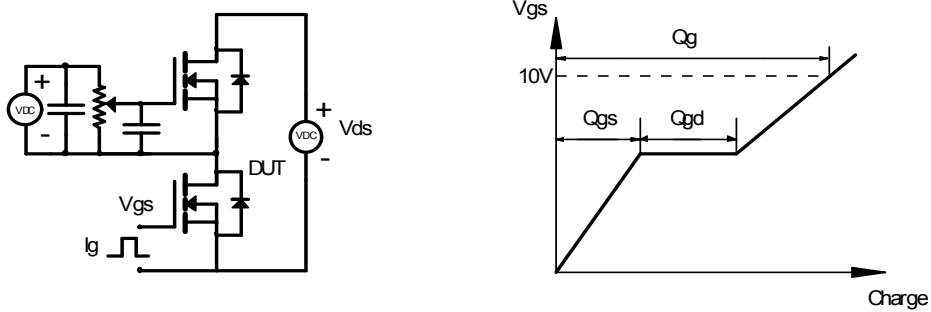 +
VDC
-
+
VDC
-
Vds
DUT
Vgs
Ig
Vgs
Qg
10V
Qgs
Qgd
Charge